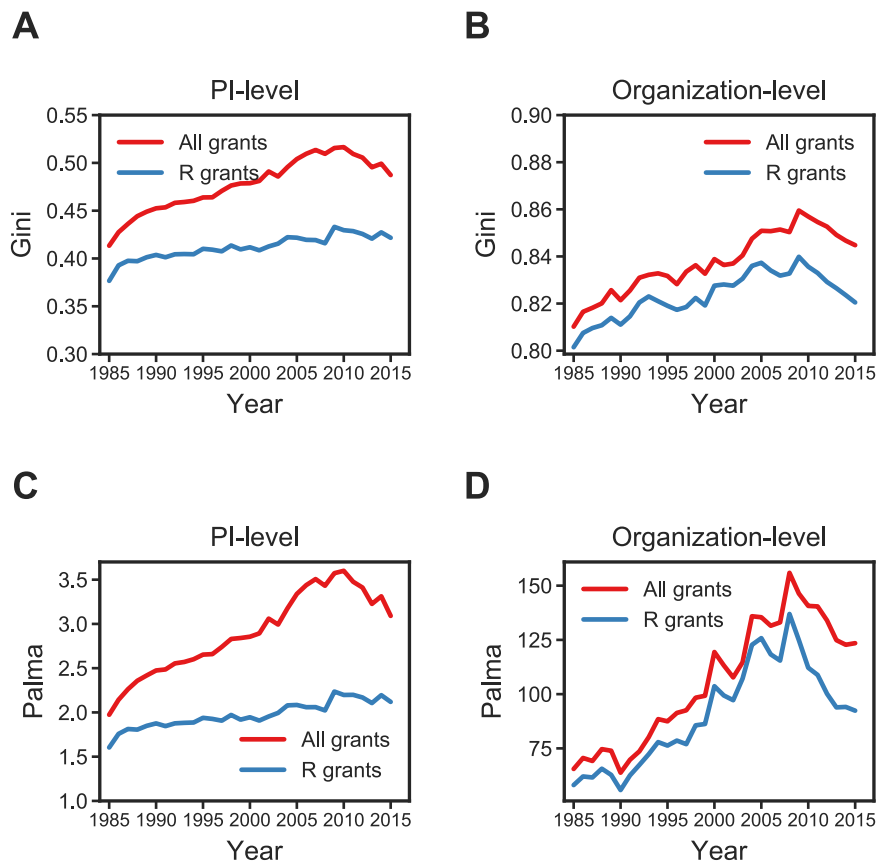 A
B
PI-level
Organization-level
0.55
0.50
0.45
0.40
0.35
0.30
Gini
All grants
R grants
1985 1990 1995 2000 2005 2010 2015
Year
0.90
0.88
0.86
0.84
0.82
0.80
Gini
All grants
R grants
1985 1990 1995 2000 2005 2010 2015
Year
C
D
PI-level
Organization-level
3.5
3.0
2.5
2.0
1.5
1.0
Palma
All grants
R grants
1985 1990 1995 2000 2005 2010 2015
Year
150
125
100
75
Palma
All grants
R grants
1985 1990 1995 2000 2005 2010 2015
Year